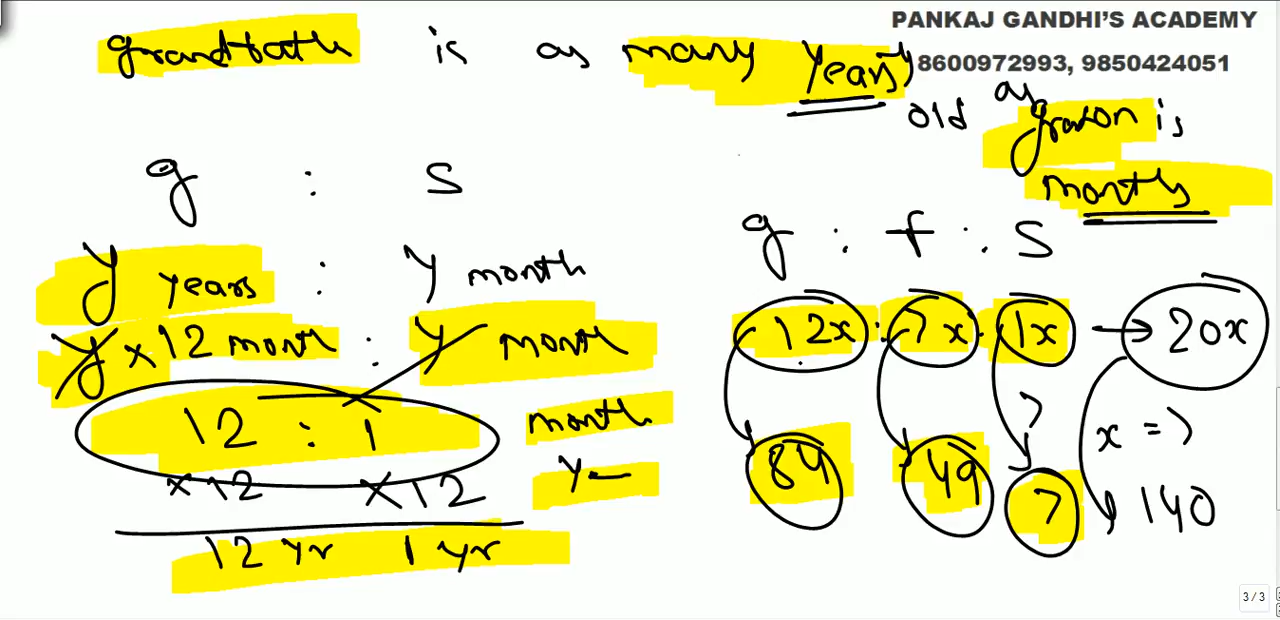 PANKAJ GANDHI'S ACADEMY
8600972993, 9850424051
grandfath is as many years
old as
grason is
months
g : s
y years : y month
y x 12 month : y month
12 : 1 month
x12 x12
12 yr 1 yr
g : f : s
12x : 7x : 1x → 20x
x = ?
84 49 7 140
3 / 3